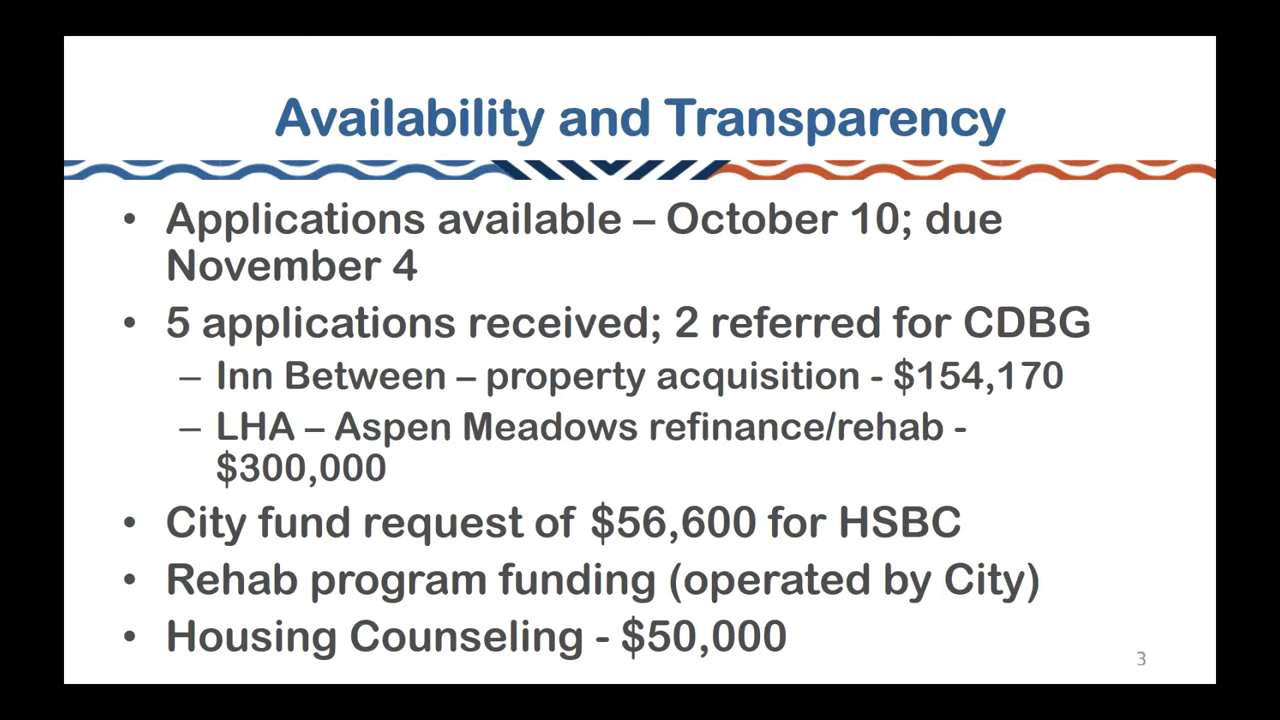 Availability and Transparency
• Applications available – October 10; due
November 4
• 5 applications received; 2 referred for CDBG
– Inn Between – property acquisition - $154,170
– LHA – Aspen Meadows refinance/rehab -
$300,000
• City fund request of $56,600 for HSBC
• Rehab program funding (operated by City)
• Housing Counseling - $50,000
3